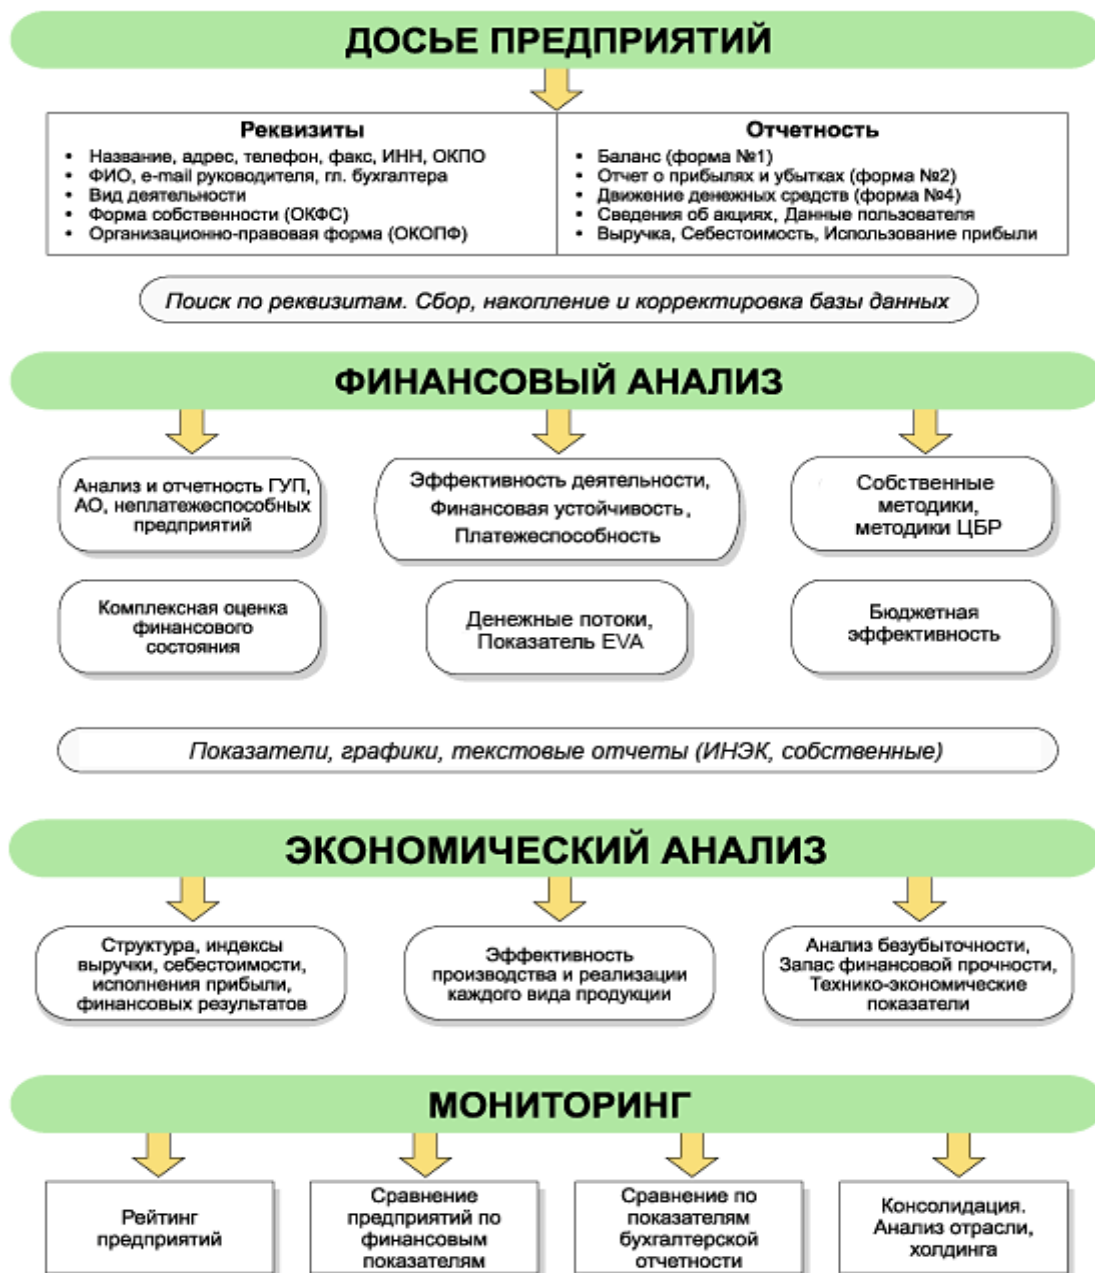 ДОСЬЕ ПРЕДПРИЯТИЙ
Реквизиты
• Название, адрес, телефон, факс, ИНН, ОКПО
• ФИО, e-mail руководителя, гл. бухгалтера
• Вид деятельности
• Форма собственности (ОКФС)
• Организационно-правовая форма (ОКОПФ)
Отчетность
• Баланс (форма №1)
• Отчет о прибылях и убытках (форма №2)
• Движение денежных средств (форма №4)
• Сведения об акциях, Данные пользователя
• Выручка, Себестоимость, Использование прибыли
Поиск по реквизитам. Сбор, накопление и корректировка базы данных
ФИНАНСОВЫЙ АНАЛИЗ
Анализ и отчетность ГУП,
АО, неплатежеспособных
предприятий
Эффективность деятельности,
Финансовая устойчивость,
Платежеспособность
Собственные
методики,
методики ЦБР
Комплексная оценка
финансового
состояния
Денежные потоки,
Показатель EVA
Бюджетная
эффективность
Показатели, графики, текстовые отчеты (ИНЭК, собственные)
ЭКОНОМИЧЕСКИЙ АНАЛИЗ
Структура, индексы
выручки, себестоимости,
исполнения прибыли,
финансовых результатов
Эффективность
производства и реализации
каждого вида продукции
Анализ безубыточности,
Запас финансовой прочности,
Технико-экономические
показатели
МОНИТОРИНГ
Рейтинг
предприятий
Сравнение
предприятий по
финансовым
показателям
Сравнение по
показателям
бухгалтерской
отчетности
Консолидация.
Анализ отрасли,
холдинга